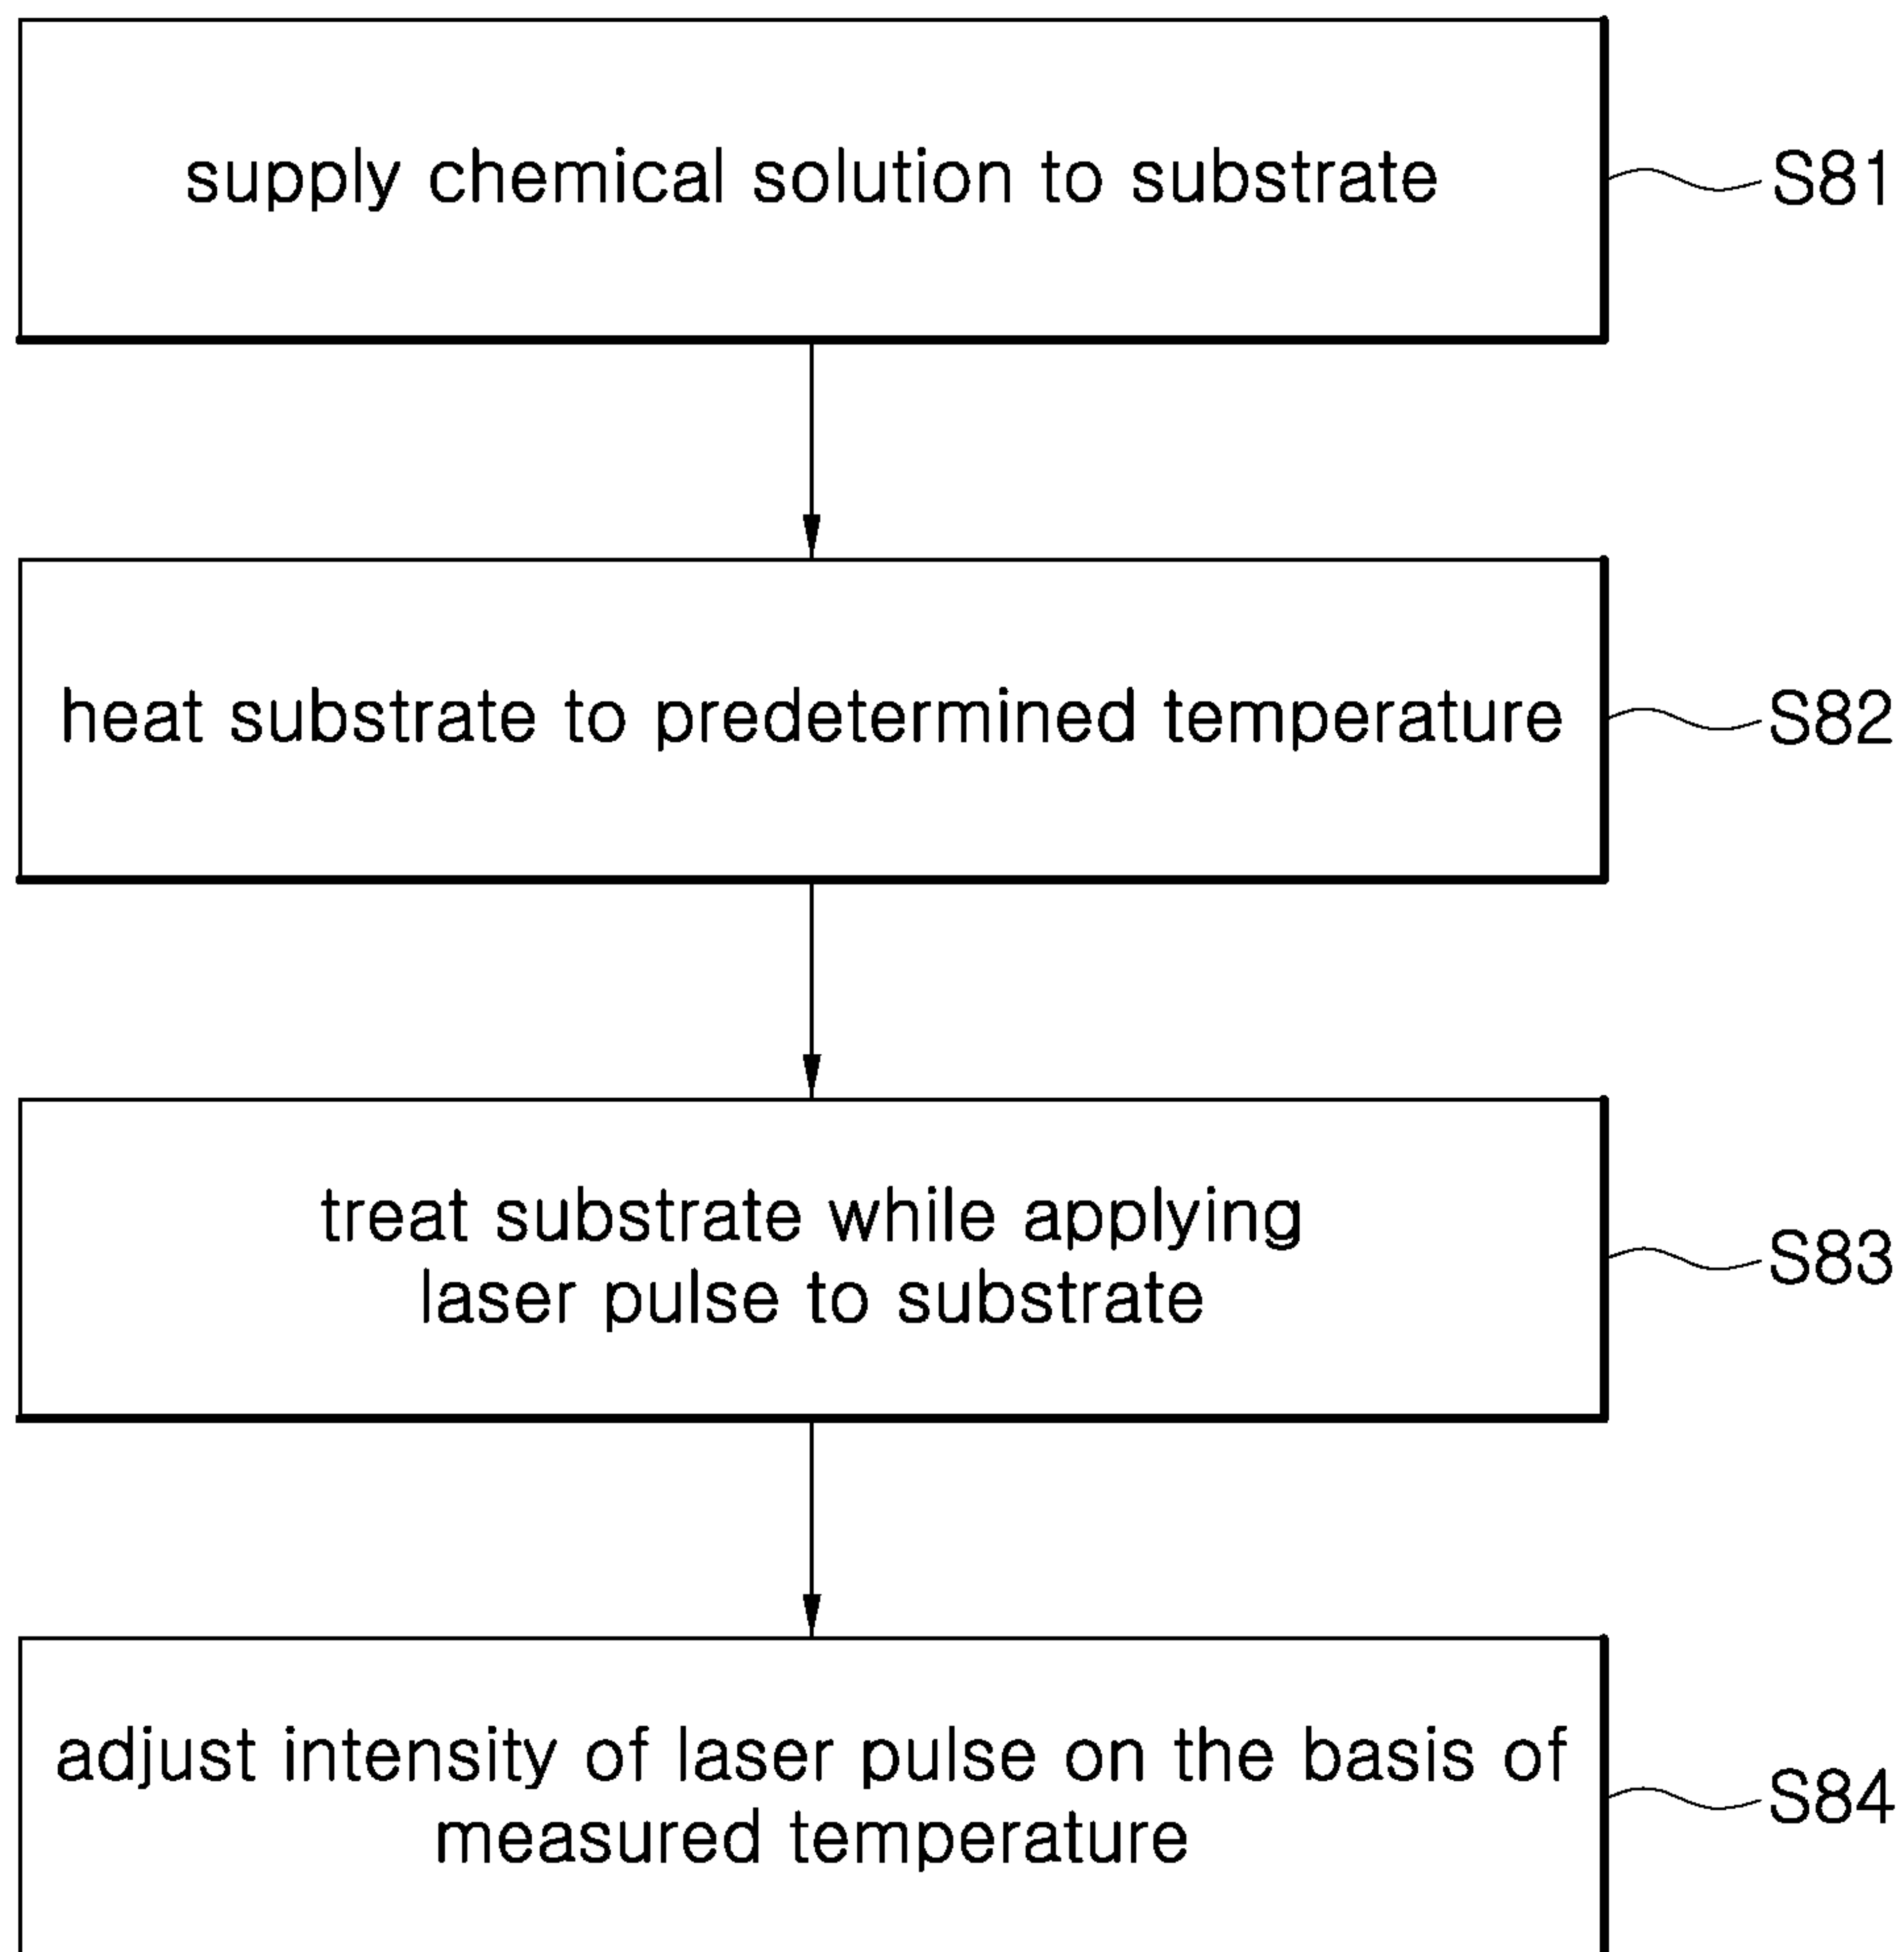 supply chemical solution to substrate
S81
heat substrate to predetermined temperature
S82
treat substrate while applying
laser pulse to substrate
S83
adjust intensity of laser pulse on the basis of
measured temperature
S84